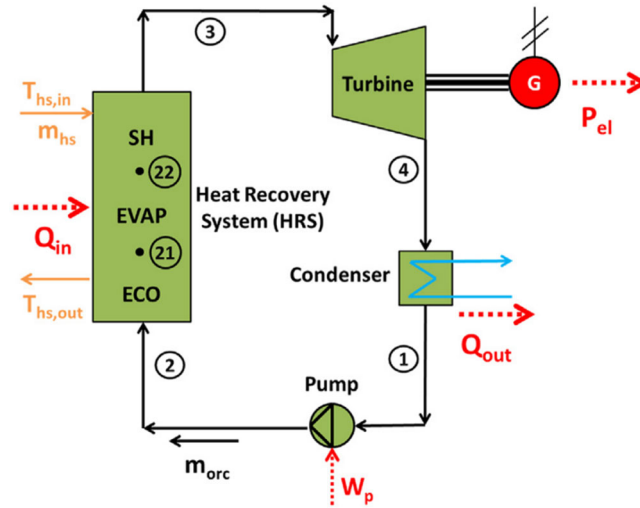 3
Turbine
G
P_el
T_hs,in
m_hs
SH
22
4
Q_in
EVAP
Heat Recovery
System (HRS)
21
Condenser
T_hs,out
ECO
Q_out
1
2
Pump
m_orc
W_p